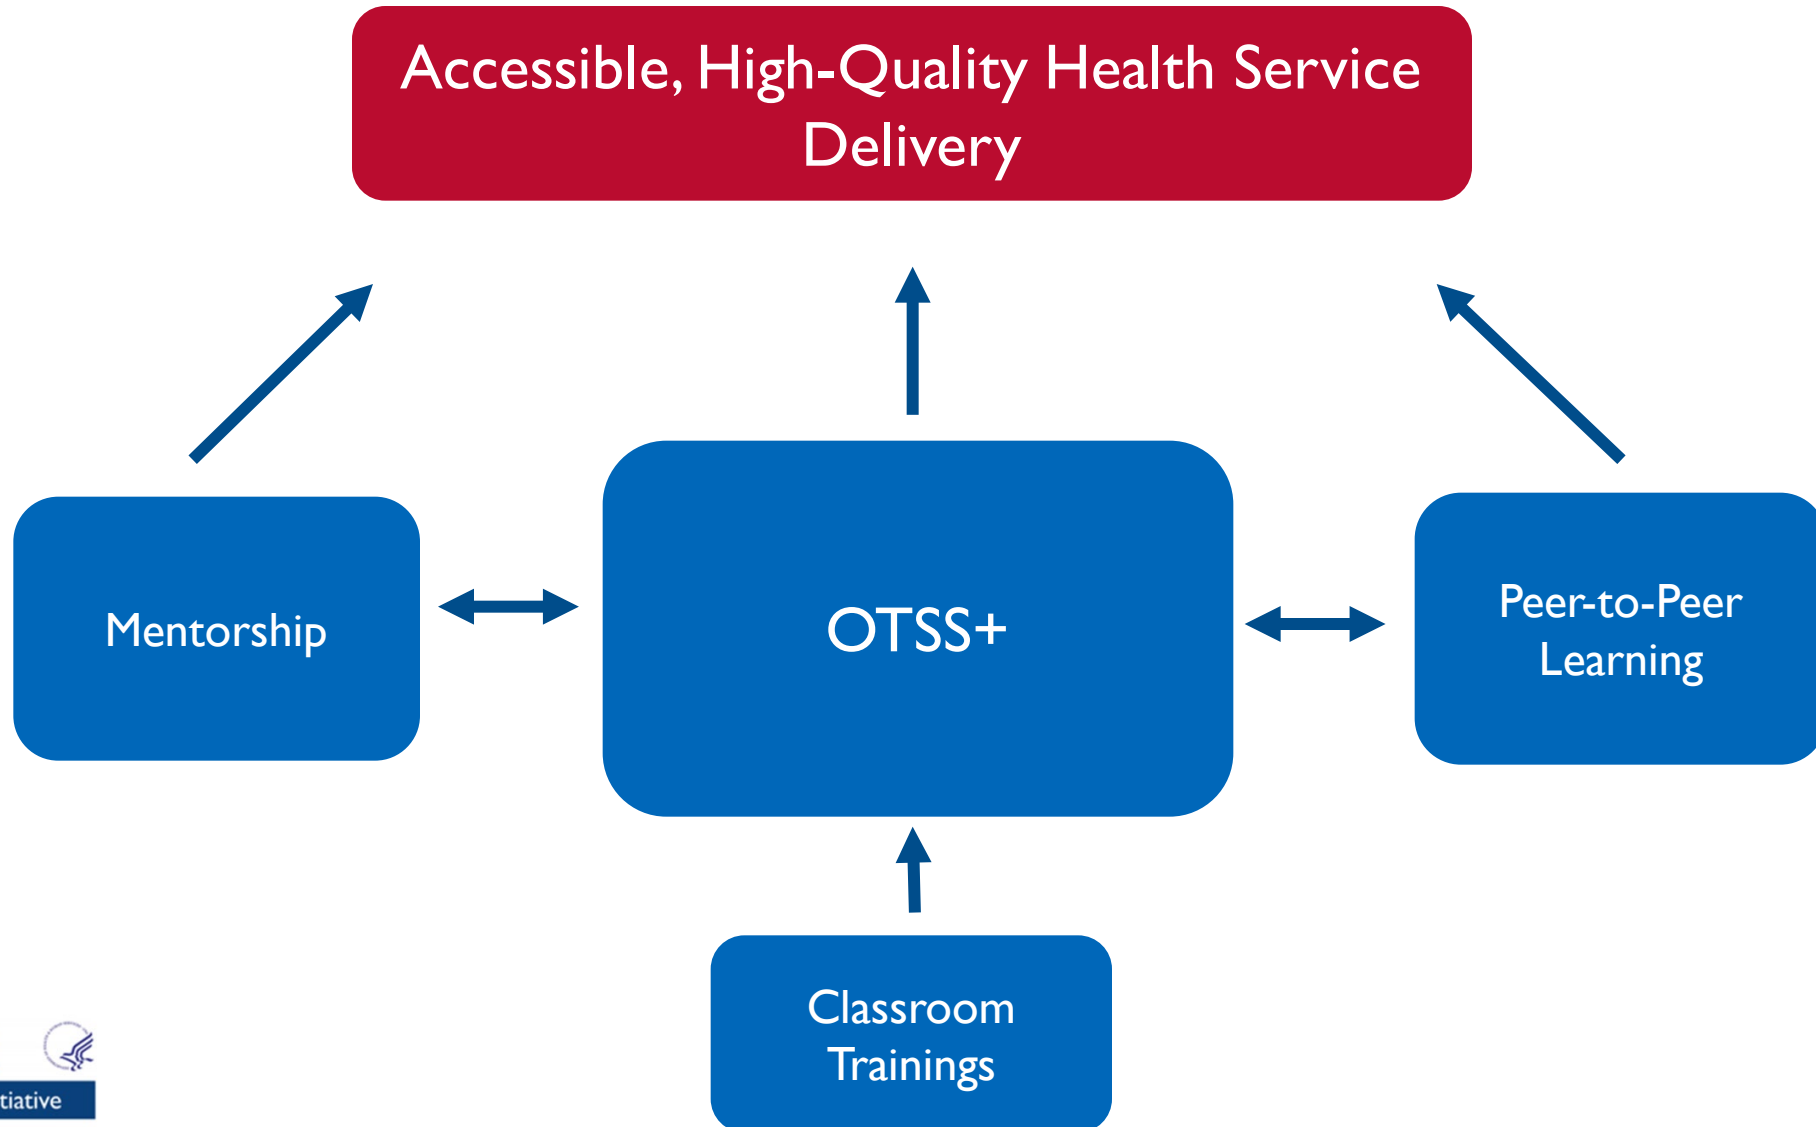 Accessible, High-Quality Health Service
Delivery
Mentorship
OTSS+
Peer-to-Peer
Learning
Classroom
Trainings
tiative